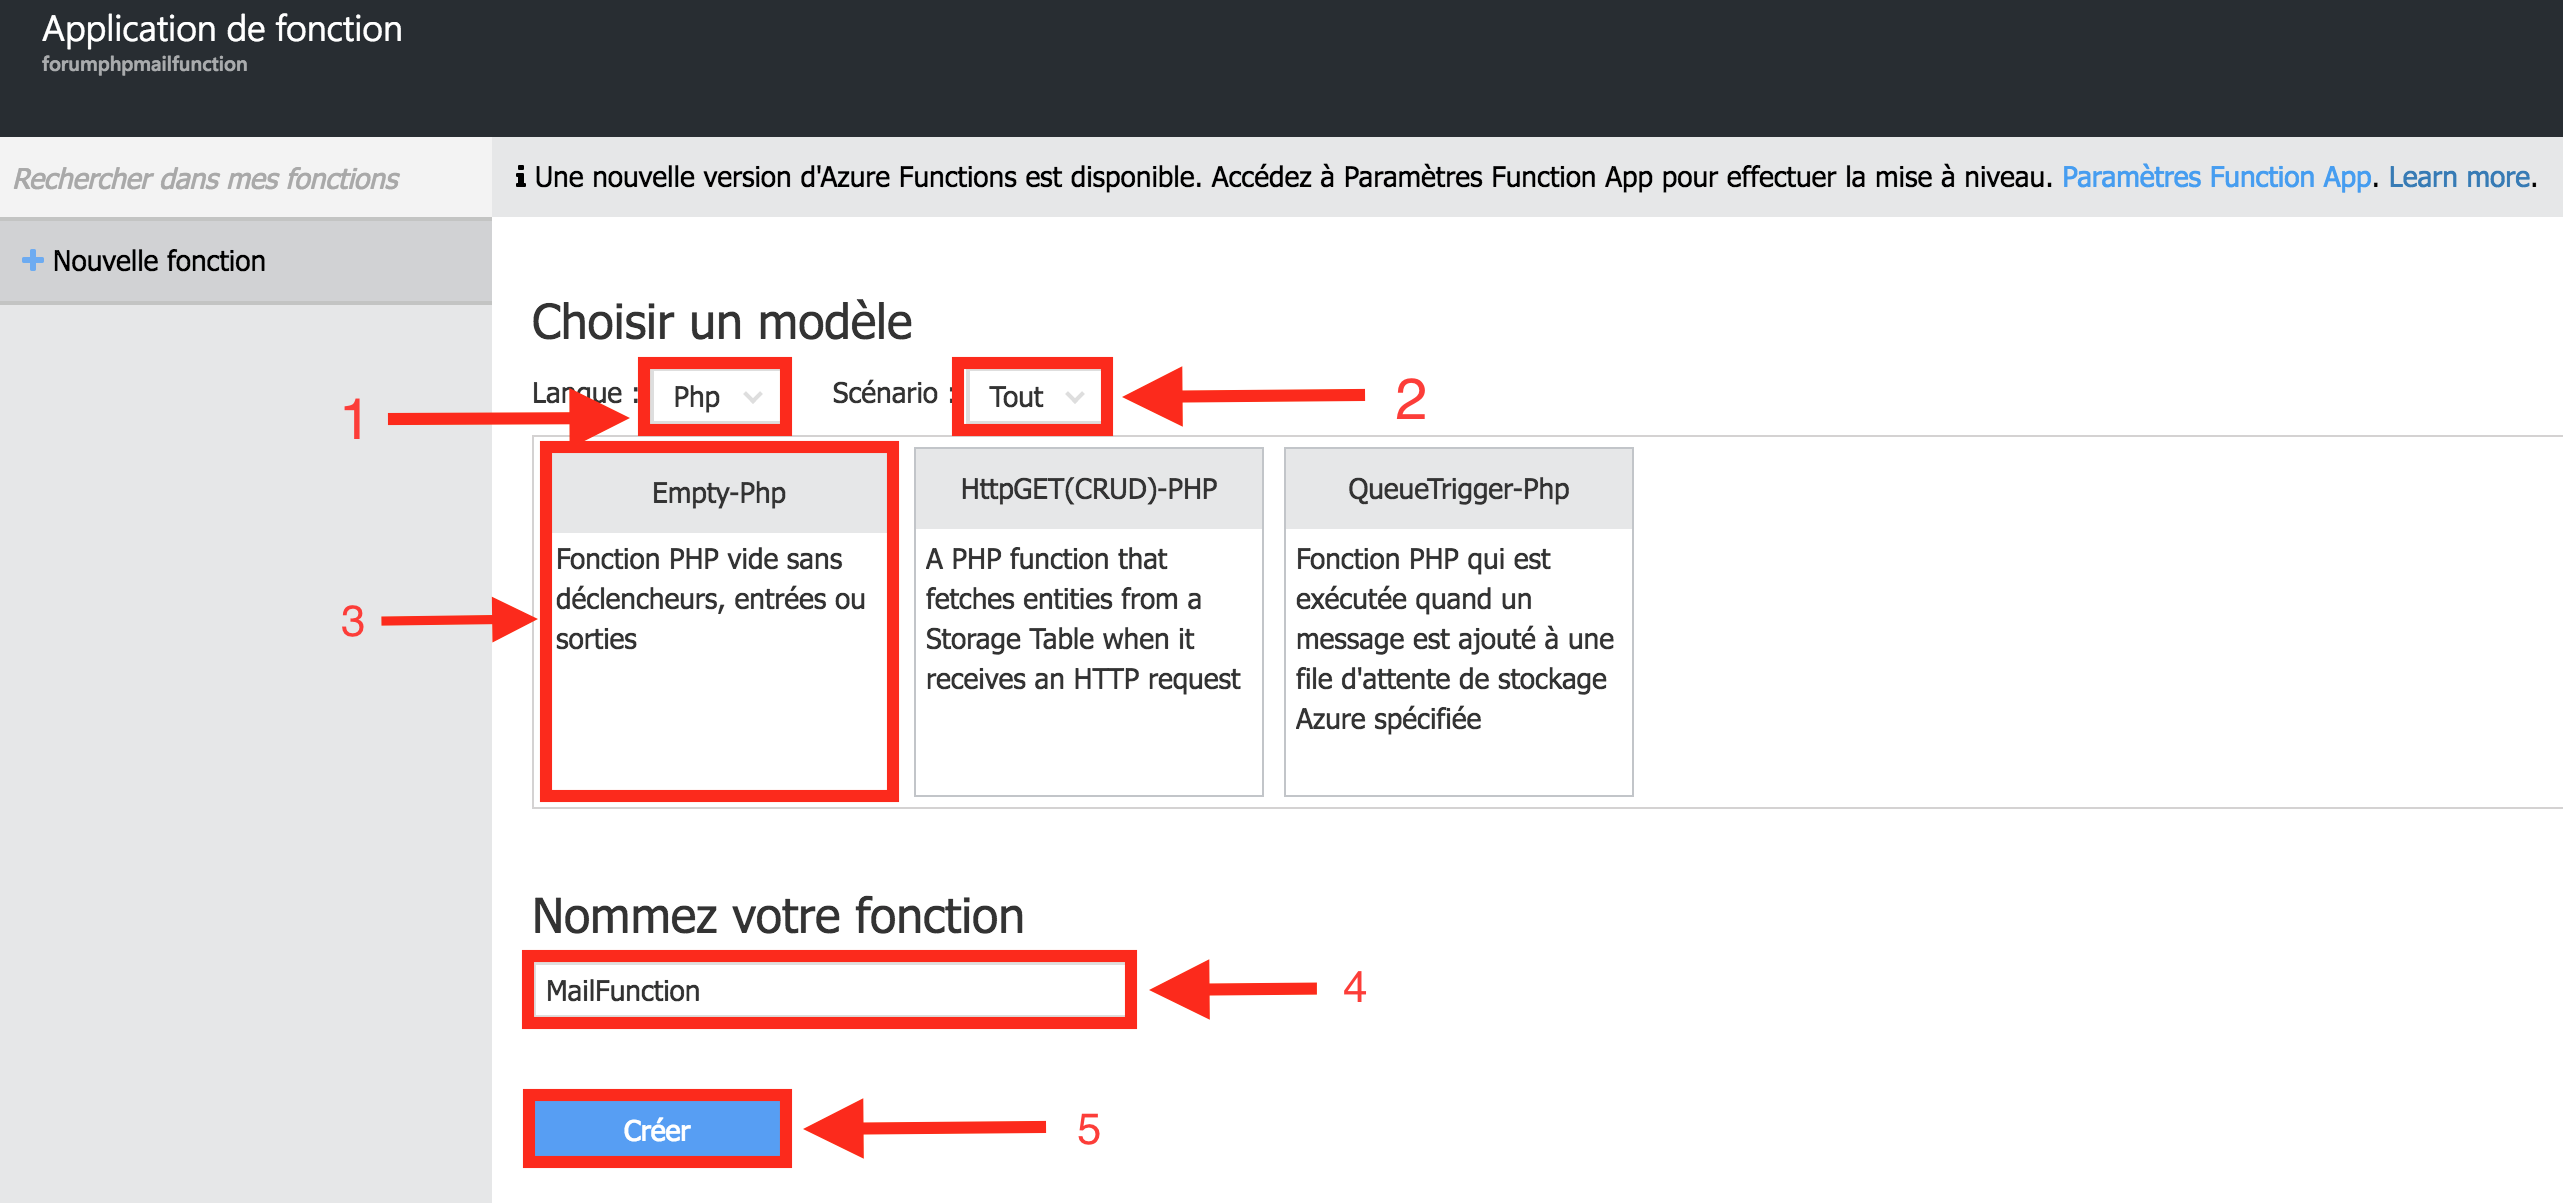 Application de fonction
forumphpmailfunction
Rechercher dans mes fonctions
Une nouvelle version d'Azure Functions est disponible. Accédez à Paramètres Function App pour effectuer la mise à niveau. Paramètres Function App. Learn more.
Nouvelle fonction
Choisir un modèle
Langue : Php Scénario : Tout
1
2
Empty-Php
Fonction PHP vide sans
déclencheurs, entrées ou
sorties
3
HttpGET(CRUD)-PHP
A PHP function that
fetches entities from a
Storage Table when it
receives an HTTP request
QueueTrigger-Php
Fonction PHP qui est
exécutée quand un
message est ajouté à une
file d'attente de stockage
Azure spécifiée
Nommez votre fonction
MailFunction
4
Créer
5